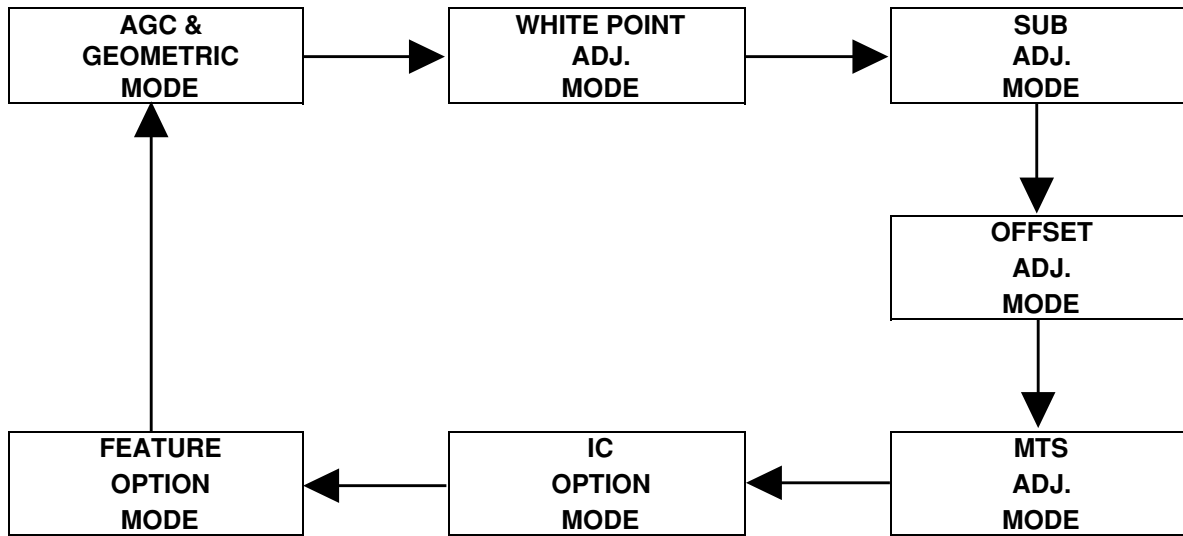 AGC &
GEOMETRIC
MODE
WHITE POINT
ADJ.
MODE
SUB
ADJ.
MODE
OFFSET
ADJ.
MODE
MTS
ADJ.
MODE
IC
OPTION
MODE
FEATURE
OPTION
MODE